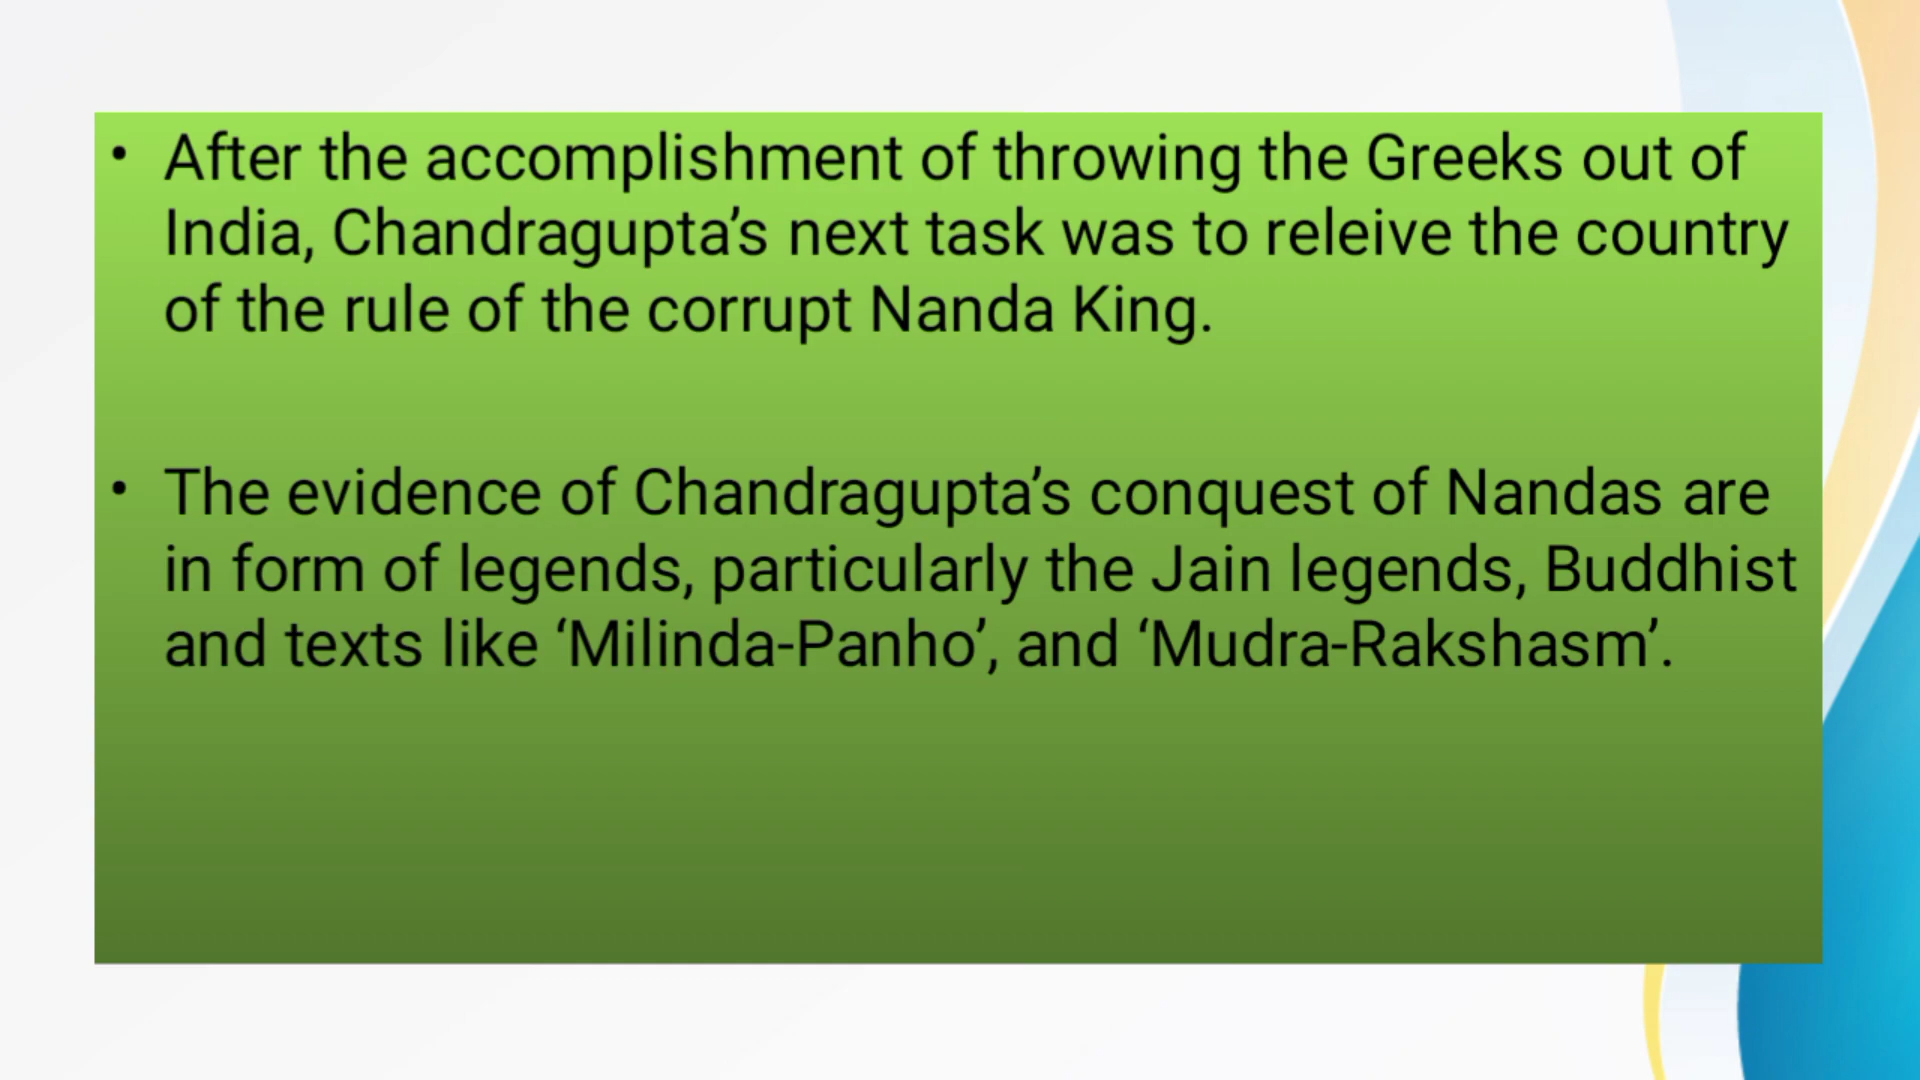 • After the accomplishment of throwing the Greeks out of
India, Chandragupta’s next task was to releive the country
of the rule of the corrupt Nanda King.
• The evidence of Chandragupta’s conquest of Nandas are
in form of legends, particularly the Jain legends, Buddhist
and texts like ‘Milinda-Panho’, and ‘Mudra-Rakshasm’.